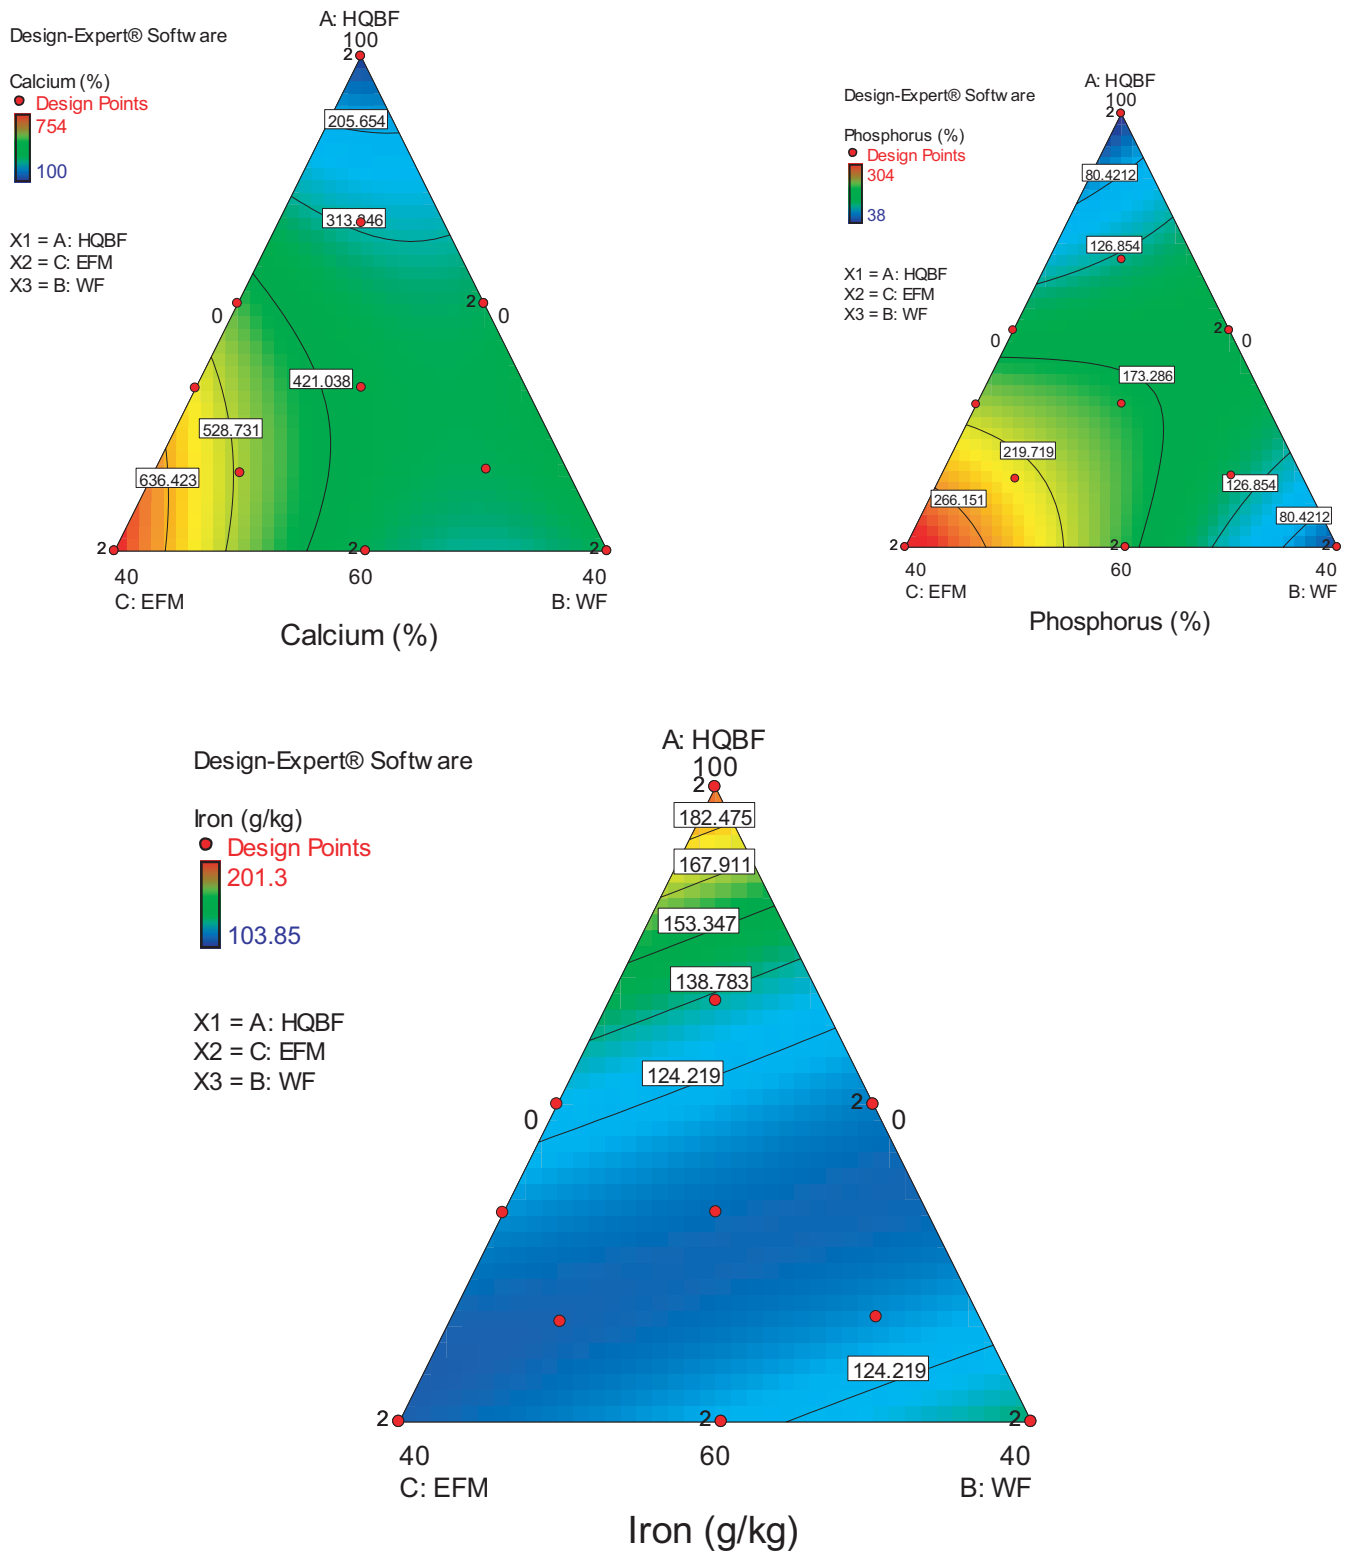 Design-Expert® Software
Calcium (%)
Design Points
754
100
X1 = A: HQBF
X2 = C: EFM
X3 = B: WF
A: HQBF
100
2
205.654
313.846
0
2
0
421.038
528.731
636.423
2
2
2
40
60
40
C: EFM
B: WF
Calcium (%)
Design-Expert® Software
Phosphorus (%)
Design Points
304
38
X1 = A: HQBF
X2 = C: EFM
X3 = B: WF
A: HQBF
100
2
80.4212
126.854
0
2
0
173.286
219.719
266.151
126.854
80.4212
2
2
2
40
60
40
C: EFM
B: WF
Phosphorus (%)
Design-Expert® Software
Iron (g/kg)
Design Points
201.3
103.85
X1 = A: HQBF
X2 = C: EFM
X3 = B: WF
A: HQBF
100
2
182.475
167.911
153.347
138.783
124.219
0
2
0
124.219
2
2
2
40
60
40
C: EFM
B: WF
Iron (g/kg)